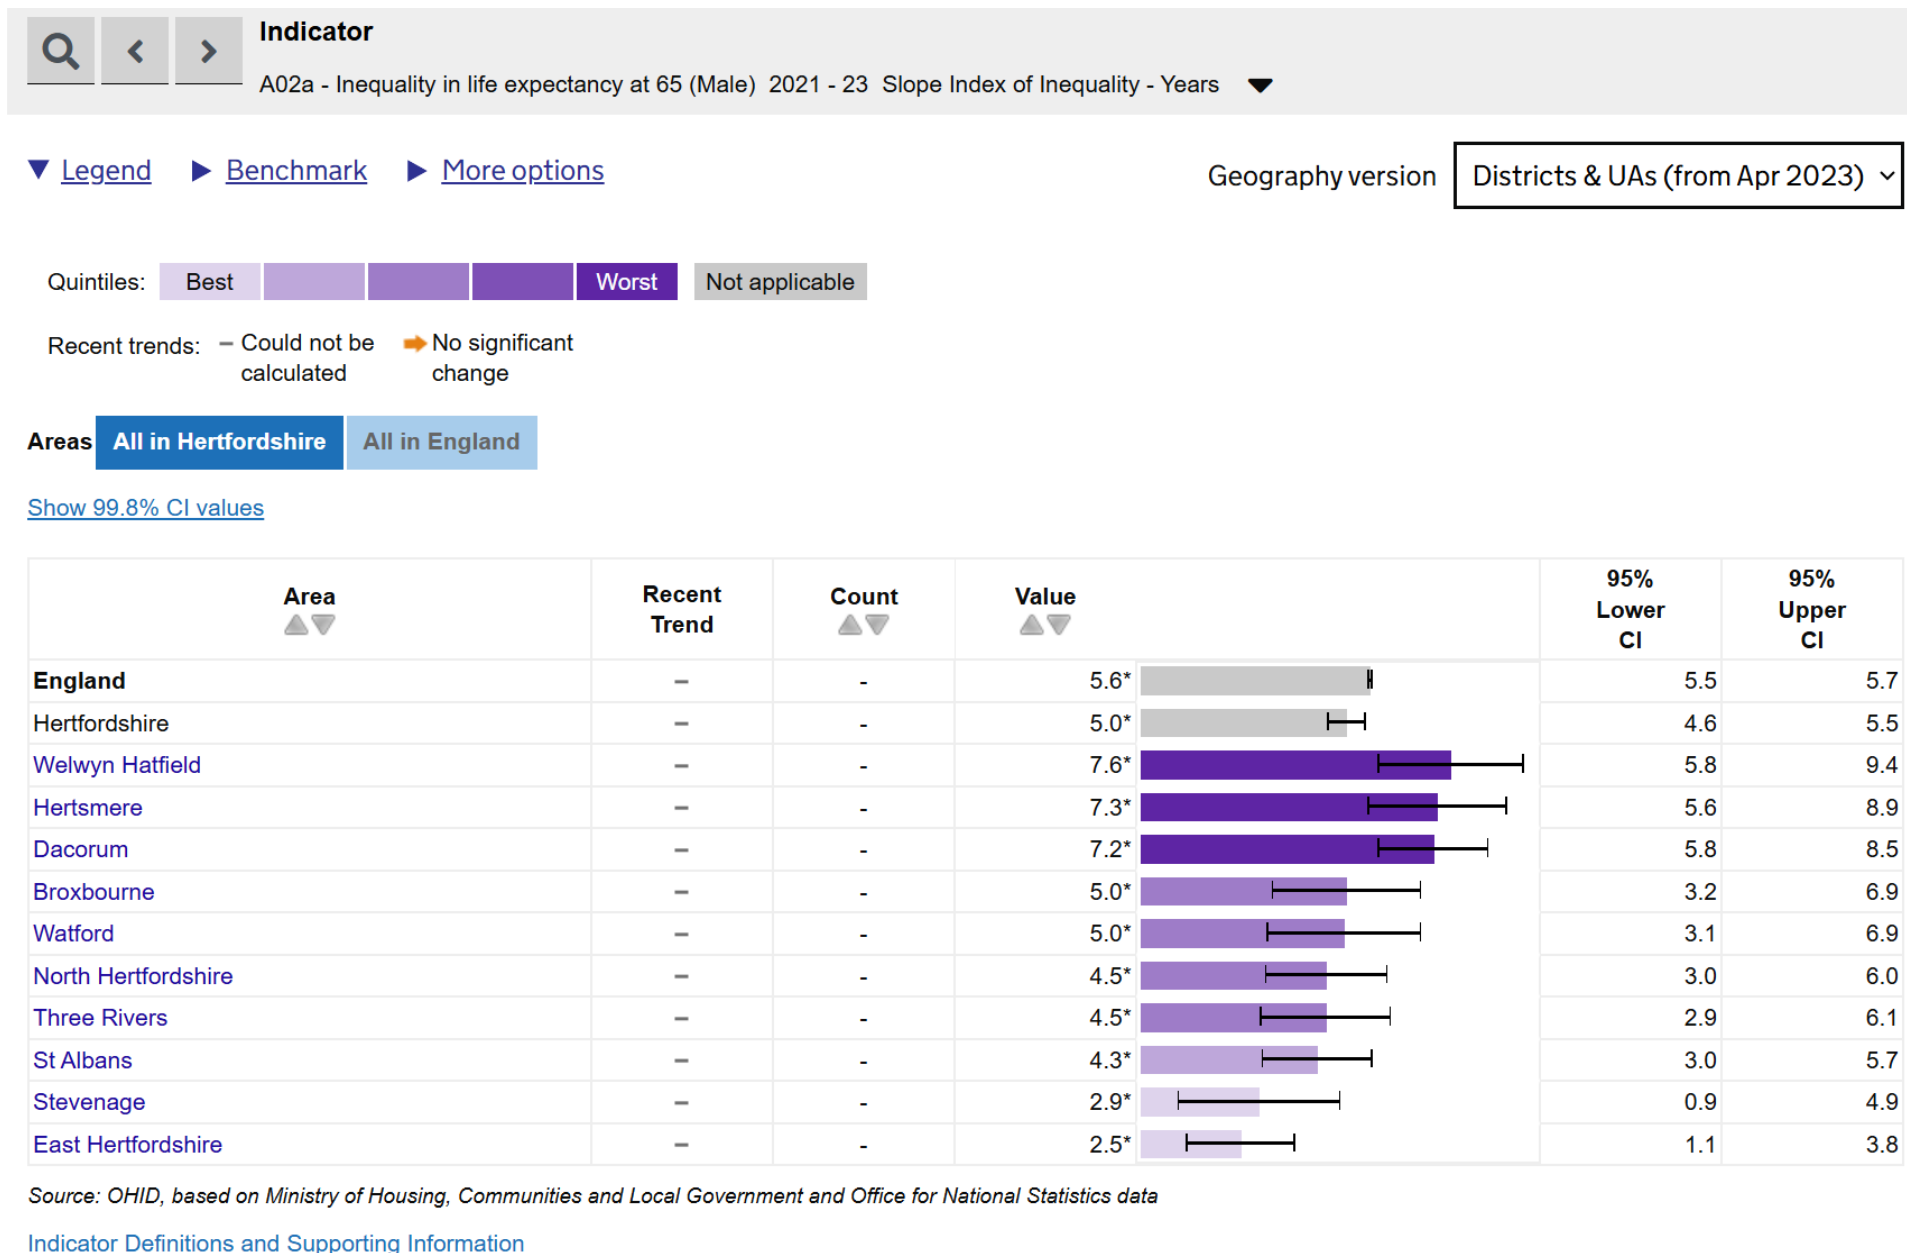 Indicator
A02a - Inequality in life expectancy at 65 (Male) 2021 - 23 Slope Index of Inequality - Years
Legend Benchmark More options Geography version Districts & UAs (from Apr 2023)
Quintiles: Best Worst Not applicable
Recent trends: – Could not be calculated No significant change
Areas All in Hertfordshire All in England
Show 99.8% CI values
Area Recent Trend Count Value 95% Lower CI 95% Upper CI
England – - 5.6* 5.5 5.7
Hertfordshire – - 5.0* 4.6 5.5
Welwyn Hatfield – - 7.6* 5.8 9.4
Hertsmere – - 7.3* 5.6 8.9
Dacorum – - 7.2* 5.8 8.5
Broxbourne – - 5.0* 3.2 6.9
Watford – - 5.0* 3.1 6.9
North Hertfordshire – - 4.5* 3.0 6.0
Three Rivers – - 4.5* 2.9 6.1
St Albans – - 4.3* 3.0 5.7
Stevenage – - 2.9* 0.9 4.9
East Hertfordshire – - 2.5* 1.1 3.8
Source: OHID, based on Ministry of Housing, Communities and Local Government and Office for National Statistics data
Indicator Definitions and Supporting Information